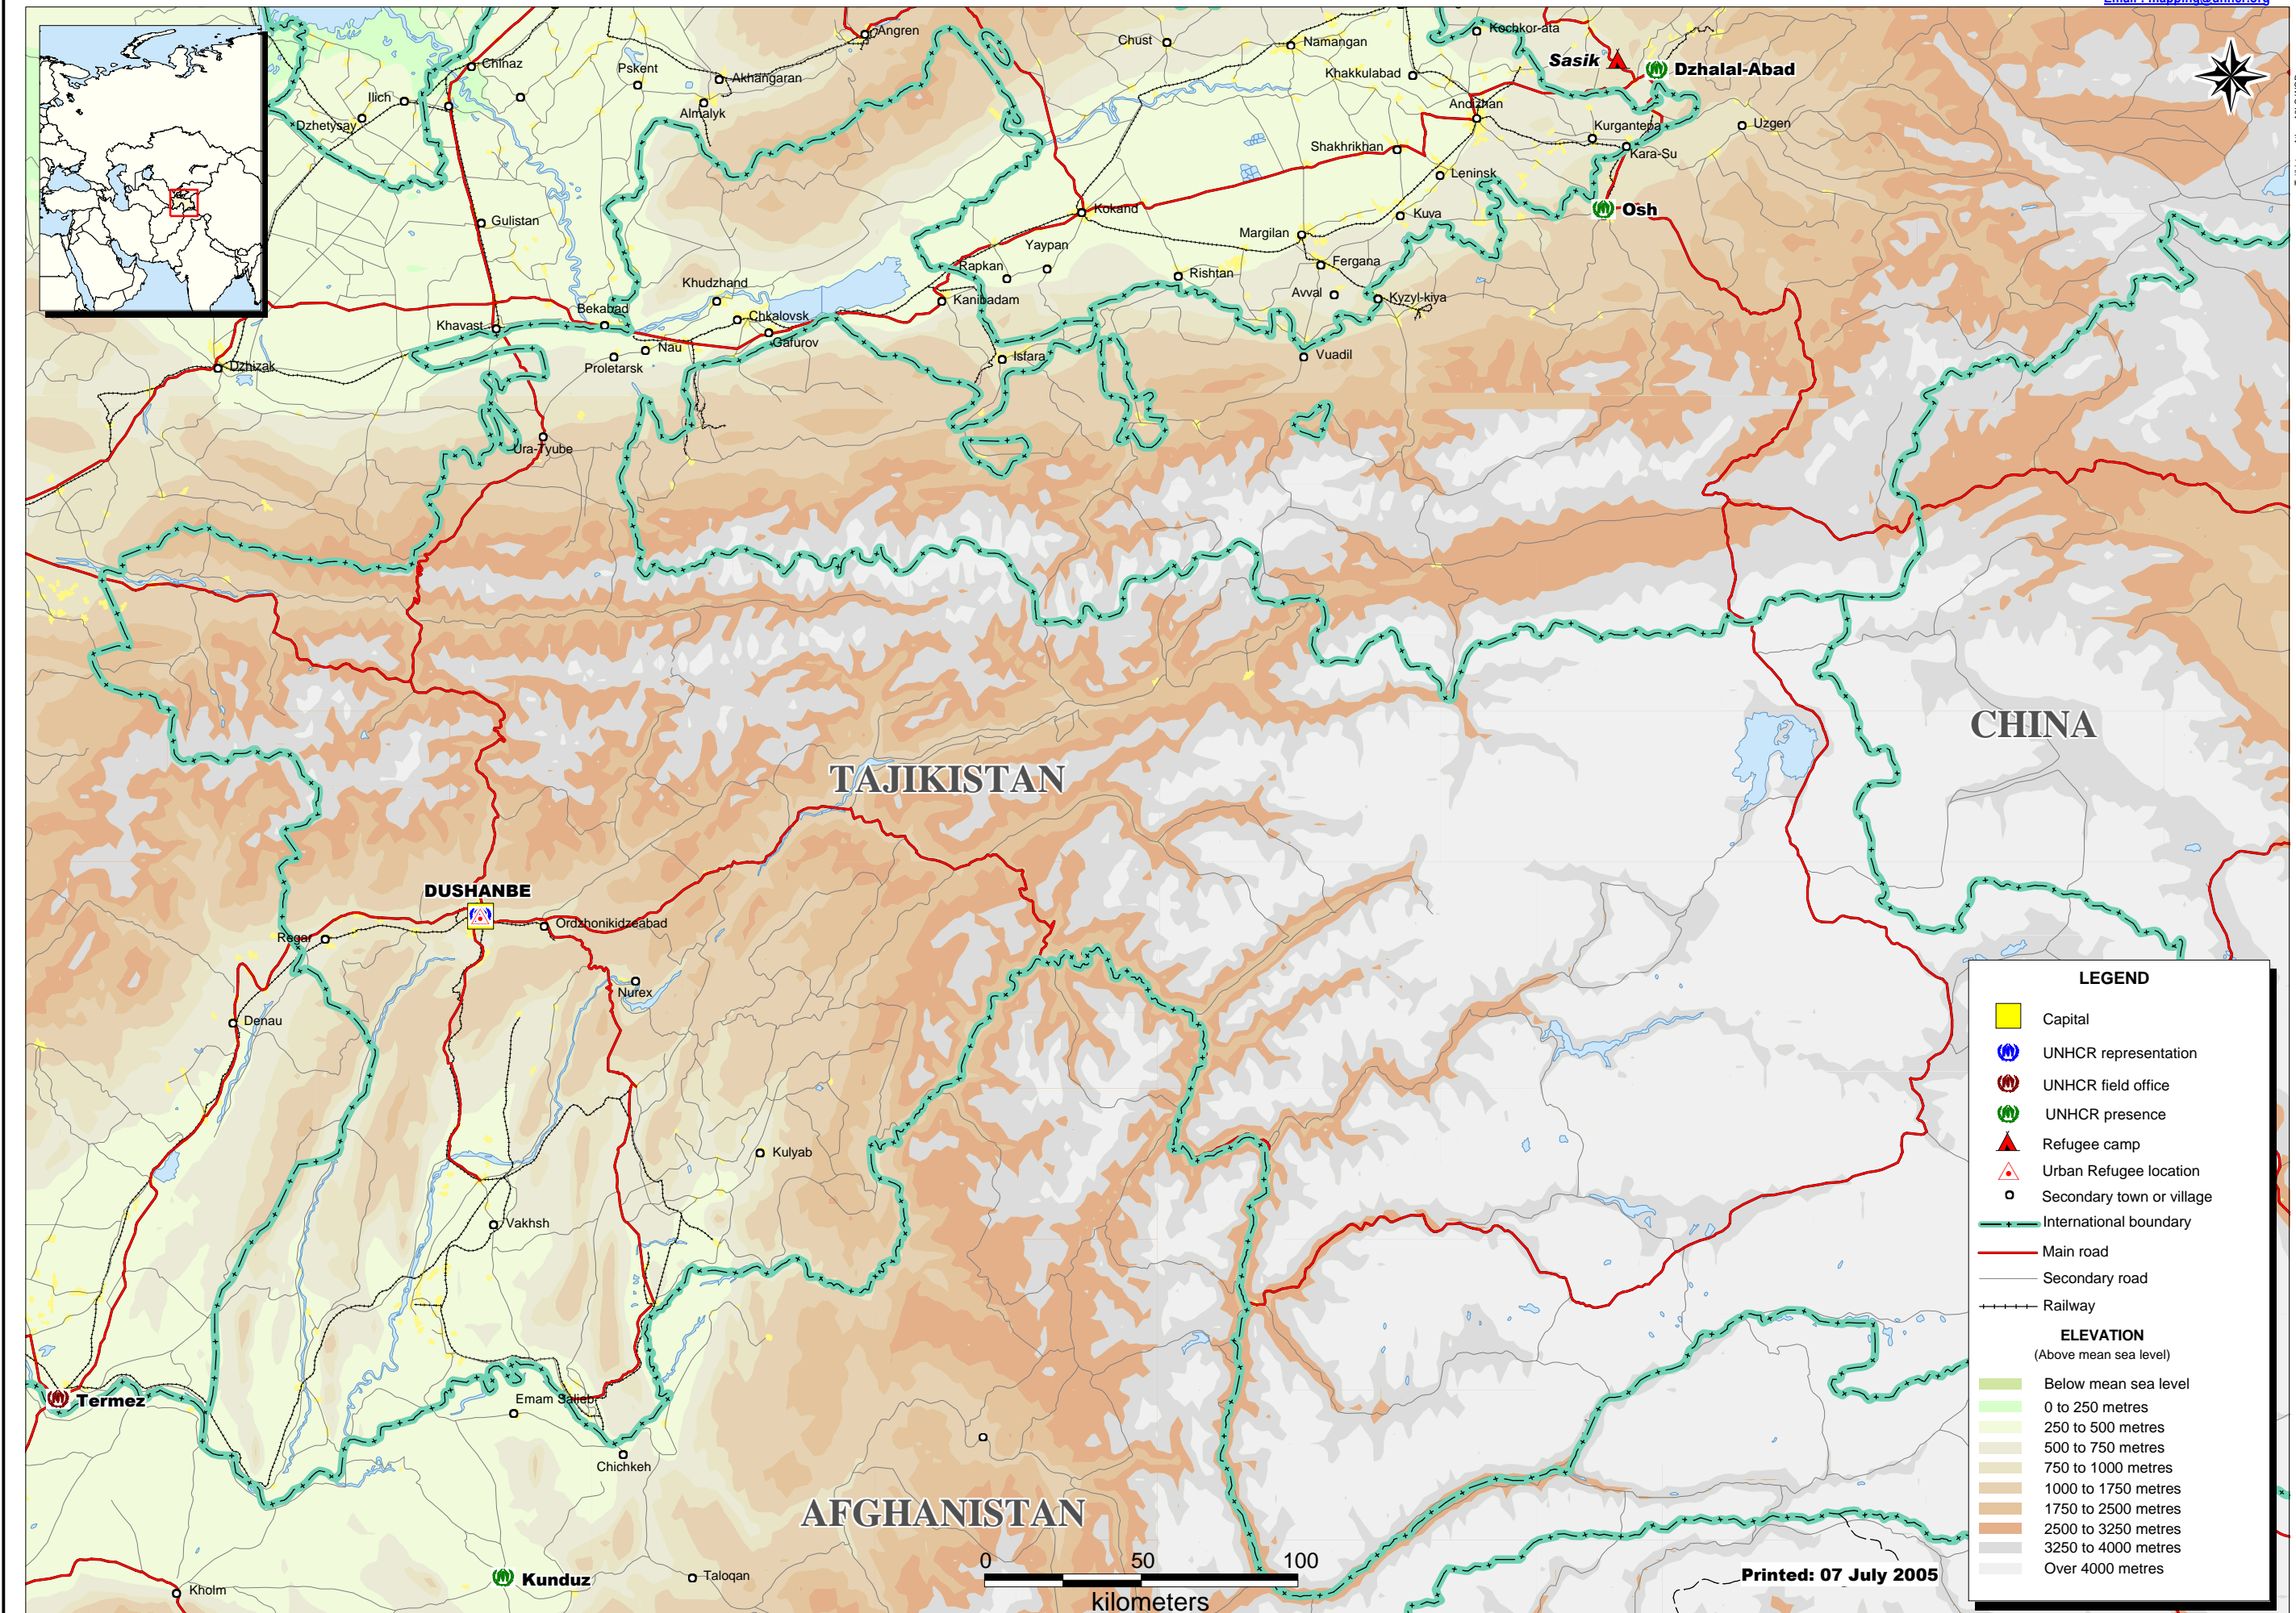 Email : mapping@unhcr.org
Angren
Chust
Namangan
Kochkor-ata
Sasik
Dzhalal-Abad
Chihaz
Pskent
Akhangaran
Khakkulabad
Ilich
Almalyk
Andizhan
Dzhetysay
Kurgantepa
Uzgen
Shakhrikhan
Kara-Su
Leninsk
Gulistan
Kokand
Kuva
Osh
Margilan
Yaypan
Rapkan
Rishtan
Fergana
Khudzhand
Kanibadam
Avval
Kyzyl-kiya
Bekabad
Chkalovsk
Khavast
Gafurov
Nau
Isfara
Vuadil
Proletarsk
Dzhizak
Ura-Tyube
CHINA
TAJIKISTAN
DUSHANBE
Ordzhonikidzeabad
Regar
Nurex
Denau
Kulyab
Vakhsh
Termez
Emam Salieb
Chichkeh
AFGHANISTAN
Kunduz
Taloqan
Kholm
0 50 100
kilometers
Printed: 07 July 2005
LEGEND
Capital
UNHCR representation
UNHCR field office
UNHCR presence
Refugee camp
Urban Refugee location
Secondary town or village
International boundary
Main road
Secondary road
Railway
ELEVATION
(Above mean sea level)
Below mean sea level
0 to 250 metres
250 to 500 metres
500 to 750 metres
750 to 1000 metres
1000 to 1750 metres
1750 to 2500 metres
2500 to 3250 metres
3250 to 4000 metres
Over 4000 metres